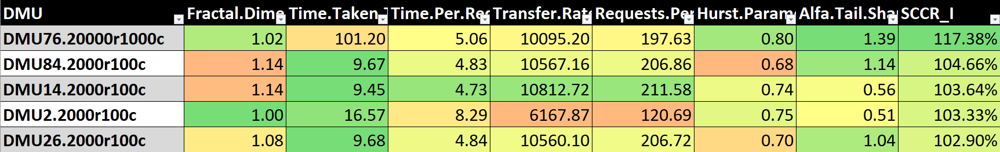 DMU Fractal.Dime Time.Taken. Time.Per.Re Transfer.Rat Requests.Per Hurst.Param Alfa.Tail.Sha SCCR_I
DMU76.20000r1000c 1.02 101.20 5.06 10095.20 197.63 0.80 1.39 117.38%
DMU84.2000r100c 1.14 9.67 4.83 10567.16 206.86 0.68 1.14 104.66%
DMU14.2000r100c 1.14 9.45 4.73 10812.72 211.58 0.74 0.56 103.64%
DMU2.2000r100c 1.00 16.57 8.29 6167.87 120.69 0.75 0.51 103.33%
DMU26.2000r100c 1.08 9.68 4.84 10560.10 206.72 0.70 1.04 102.90%